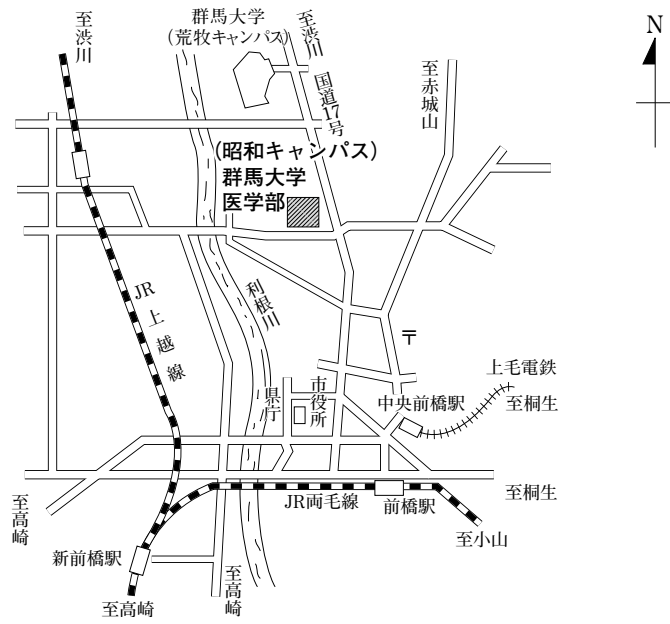 群馬大学
(荒牧キャンパス)
至渋川
至渋川
国道17号
至赤城山
N
(昭和キャンパス)
群馬大学
医学部
JR上越線
利根川
〒
上毛電鉄
中央前橋駅
至桐生
市役所
県庁
至高崎
JR両毛線
前橋駅
至桐生
至小山
新前橋駅
至高崎
至高崎